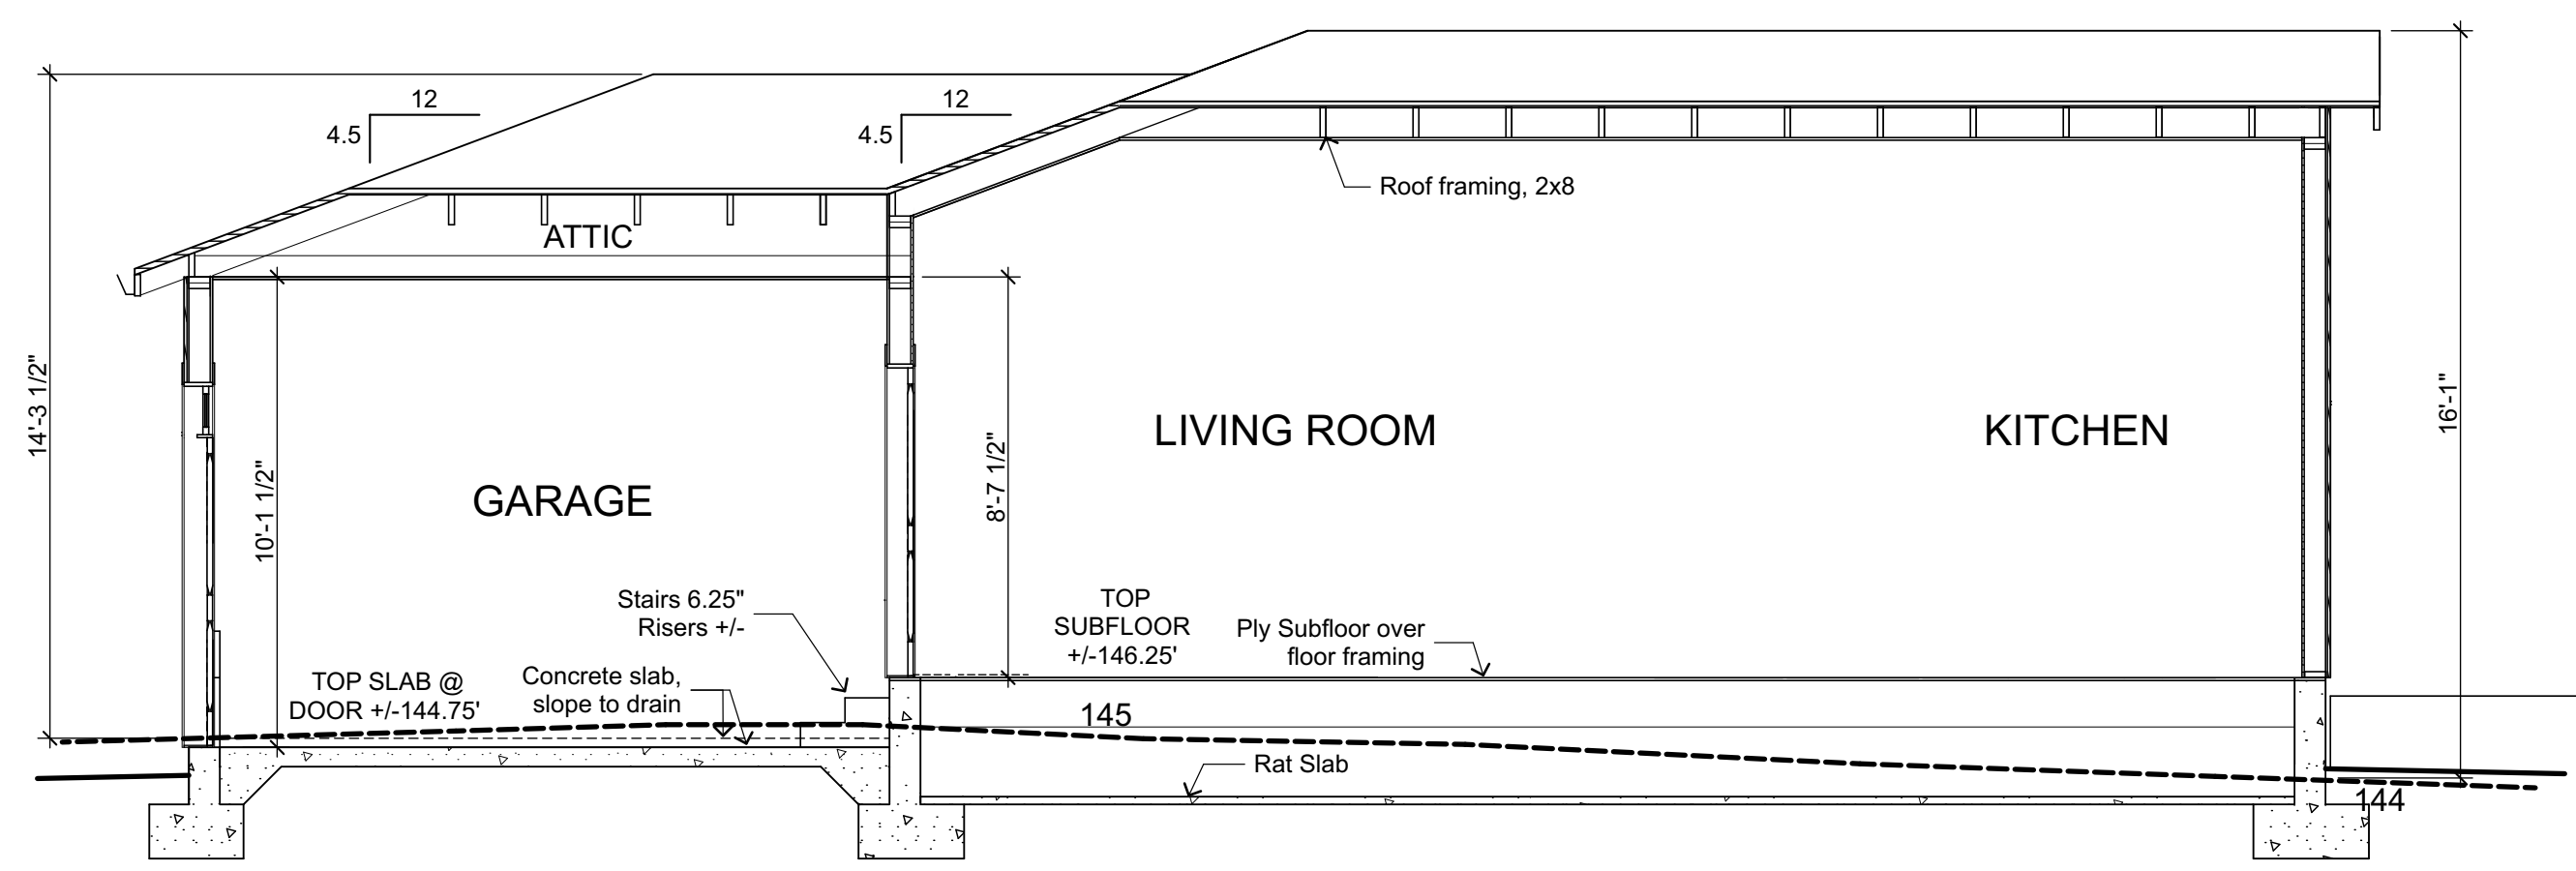 12
4.5
12
4.5
Roof framing, 2x8
ATTIC
14'-3 1/2"
16'-1"
LIVING ROOM
KITCHEN
10'-1 1/2"
8'-7 1/2"
GARAGE
Stairs 6.25"
Risers +/-
TOP
SUBFLOOR
+/-146.25'
Ply Subfloor over
floor framing
TOP SLAB @
DOOR +/-144.75'
Concrete slab,
slope to drain
145
Rat Slab
144